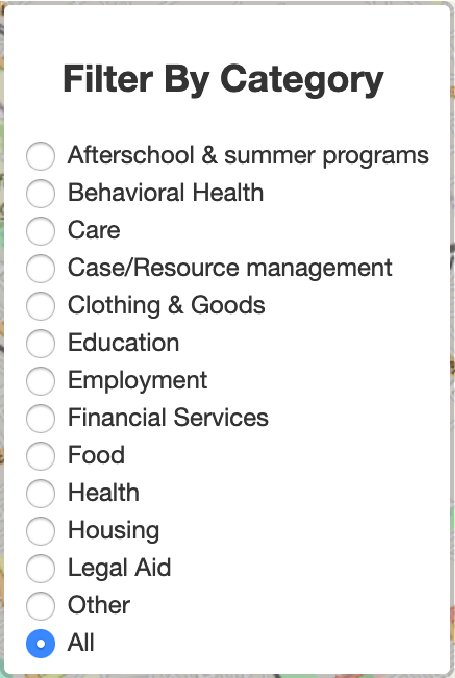 Filter By Category
Afterschool & summer programs
Behavioral Health
Care
Case/Resource management
Clothing & Goods
Education
Employment
Financial Services
Food
Health
Housing
Legal Aid
Other
All